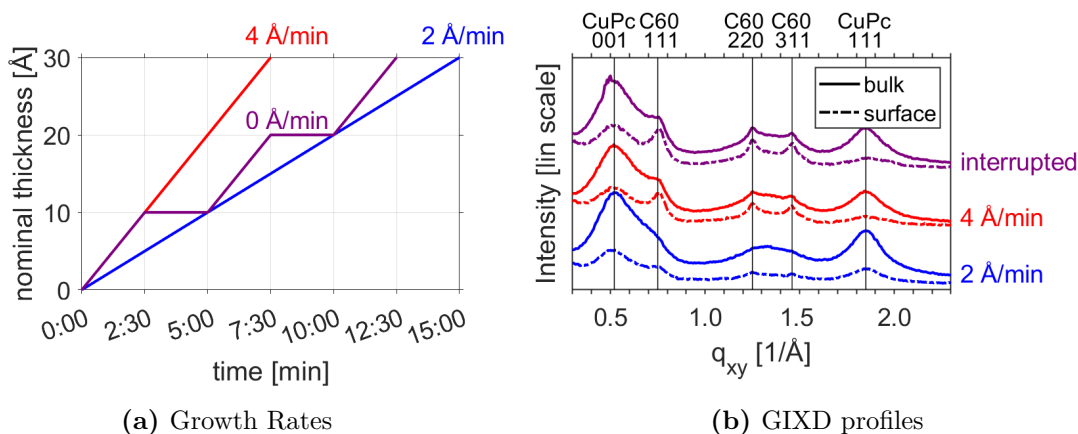 4 Å/min
2 Å/min
0 Å/min
nominal thickness [Å]
30
20
10
0
0:00
2:30
5:00
7:30
10:00
12:30
15:00
time [min]
(a) Growth Rates
CuPc C60 C60 C60 CuPc
001 111 220 311 111
bulk
surface
Intensity [lin scale]
interrupted
4 Å/min
2 Å/min
0.5 1.0 1.5 2.0
qxy [1/Å]
(b) GIXD profiles